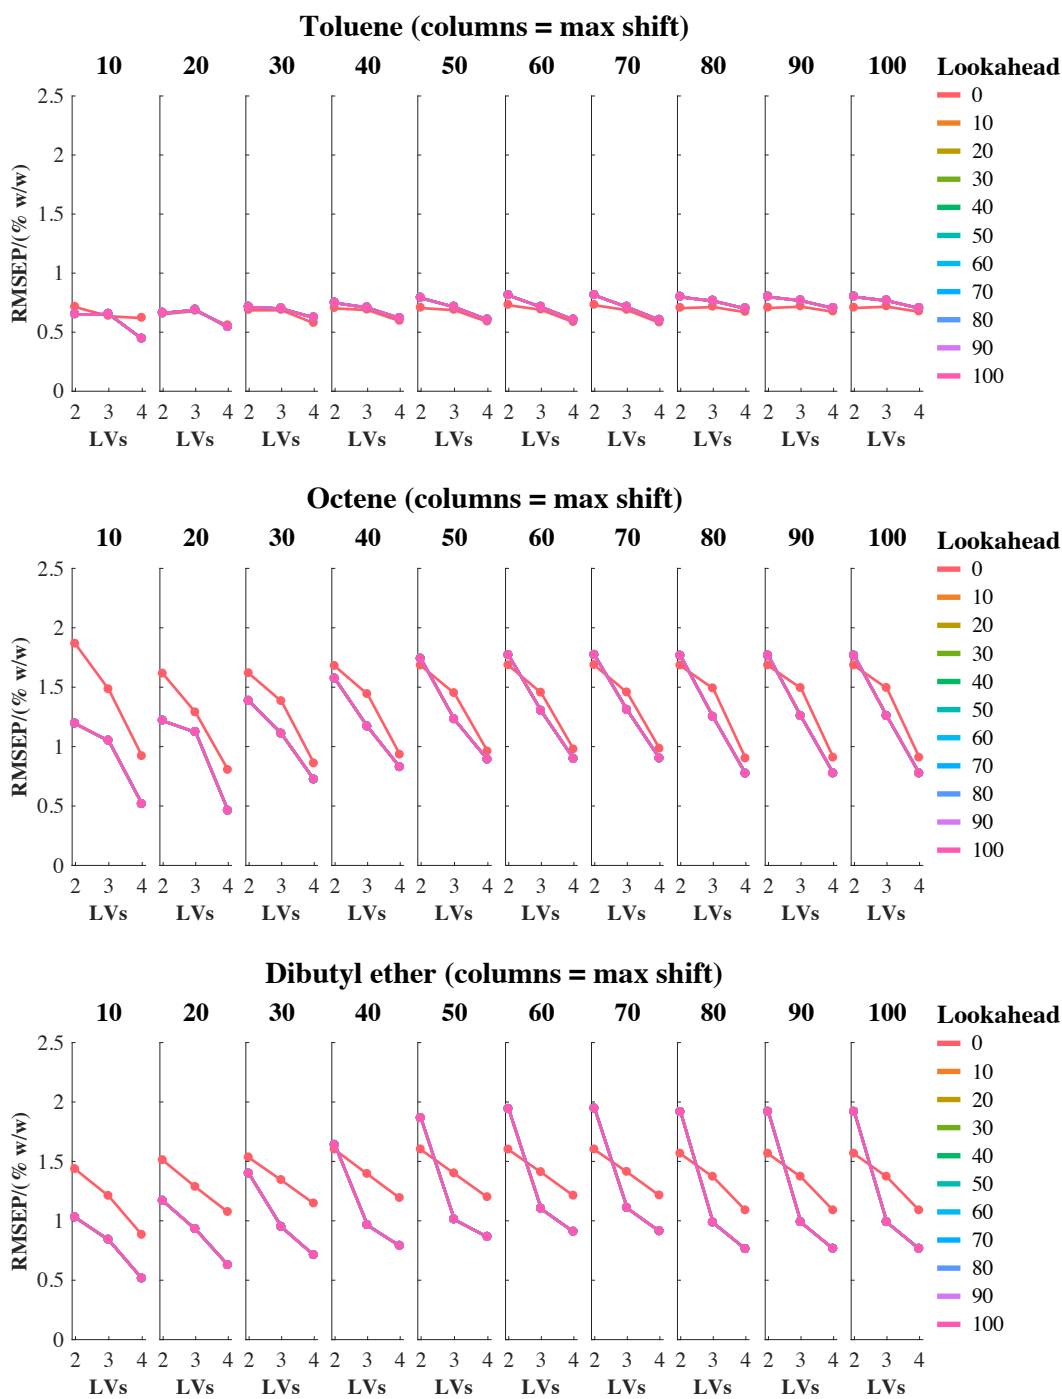 Toluene (columns = max shift)
10 20 30 40 50 60 70 80 90 100
Lookahead
0
10
20
30
40
50
60
70
80
90
100
RMSEP/(% w/w)
2.5
2
1.5
1
0.5
0
2 3 4 2 3 4 2 3 4 2 3 4 2 3 4 2 3 4 2 3 4 2 3 4 2 3 4 2 3 4
LVs LVs LVs LVs LVs LVs LVs LVs LVs LVs
Octene (columns = max shift)
10 20 30 40 50 60 70 80 90 100
Lookahead
0
10
20
30
40
50
60
70
80
90
100
RMSEP/(% w/w)
2.5
2
1.5
1
0.5
0
2 3 4 2 3 4 2 3 4 2 3 4 2 3 4 2 3 4 2 3 4 2 3 4 2 3 4 2 3 4
LVs LVs LVs LVs LVs LVs LVs LVs LVs LVs
Dibutyl ether (columns = max shift)
10 20 30 40 50 60 70 80 90 100
Lookahead
0
10
20
30
40
50
60
70
80
90
100
RMSEP/(% w/w)
2.5
2
1.5
1
0.5
0
2 3 4 2 3 4 2 3 4 2 3 4 2 3 4 2 3 4 2 3 4 2 3 4 2 3 4 2 3 4
LVs LVs LVs LVs LVs LVs LVs LVs LVs LVs